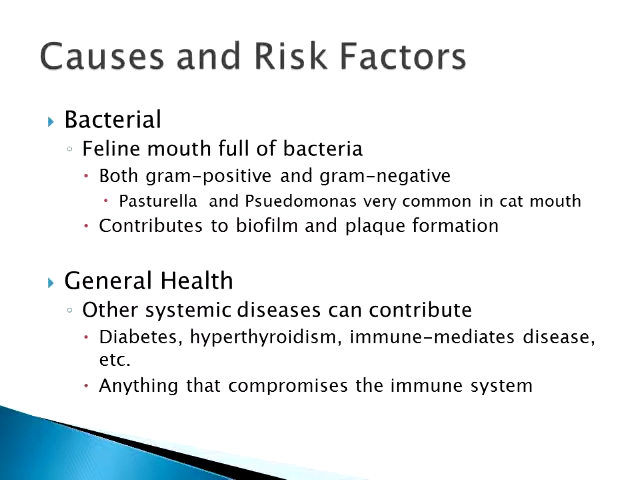 Causes and Risk Factors
Bacterial
Feline mouth full of bacteria
Both gram-positive and gram-negative
Pasturella and Psuedomonas very common in cat mouth
Contributes to biofilm and plaque formation
General Health
Other systemic diseases can contribute
Diabetes, hyperthyroidism, immune-mediates disease,
etc.
Anything that compromises the immune system